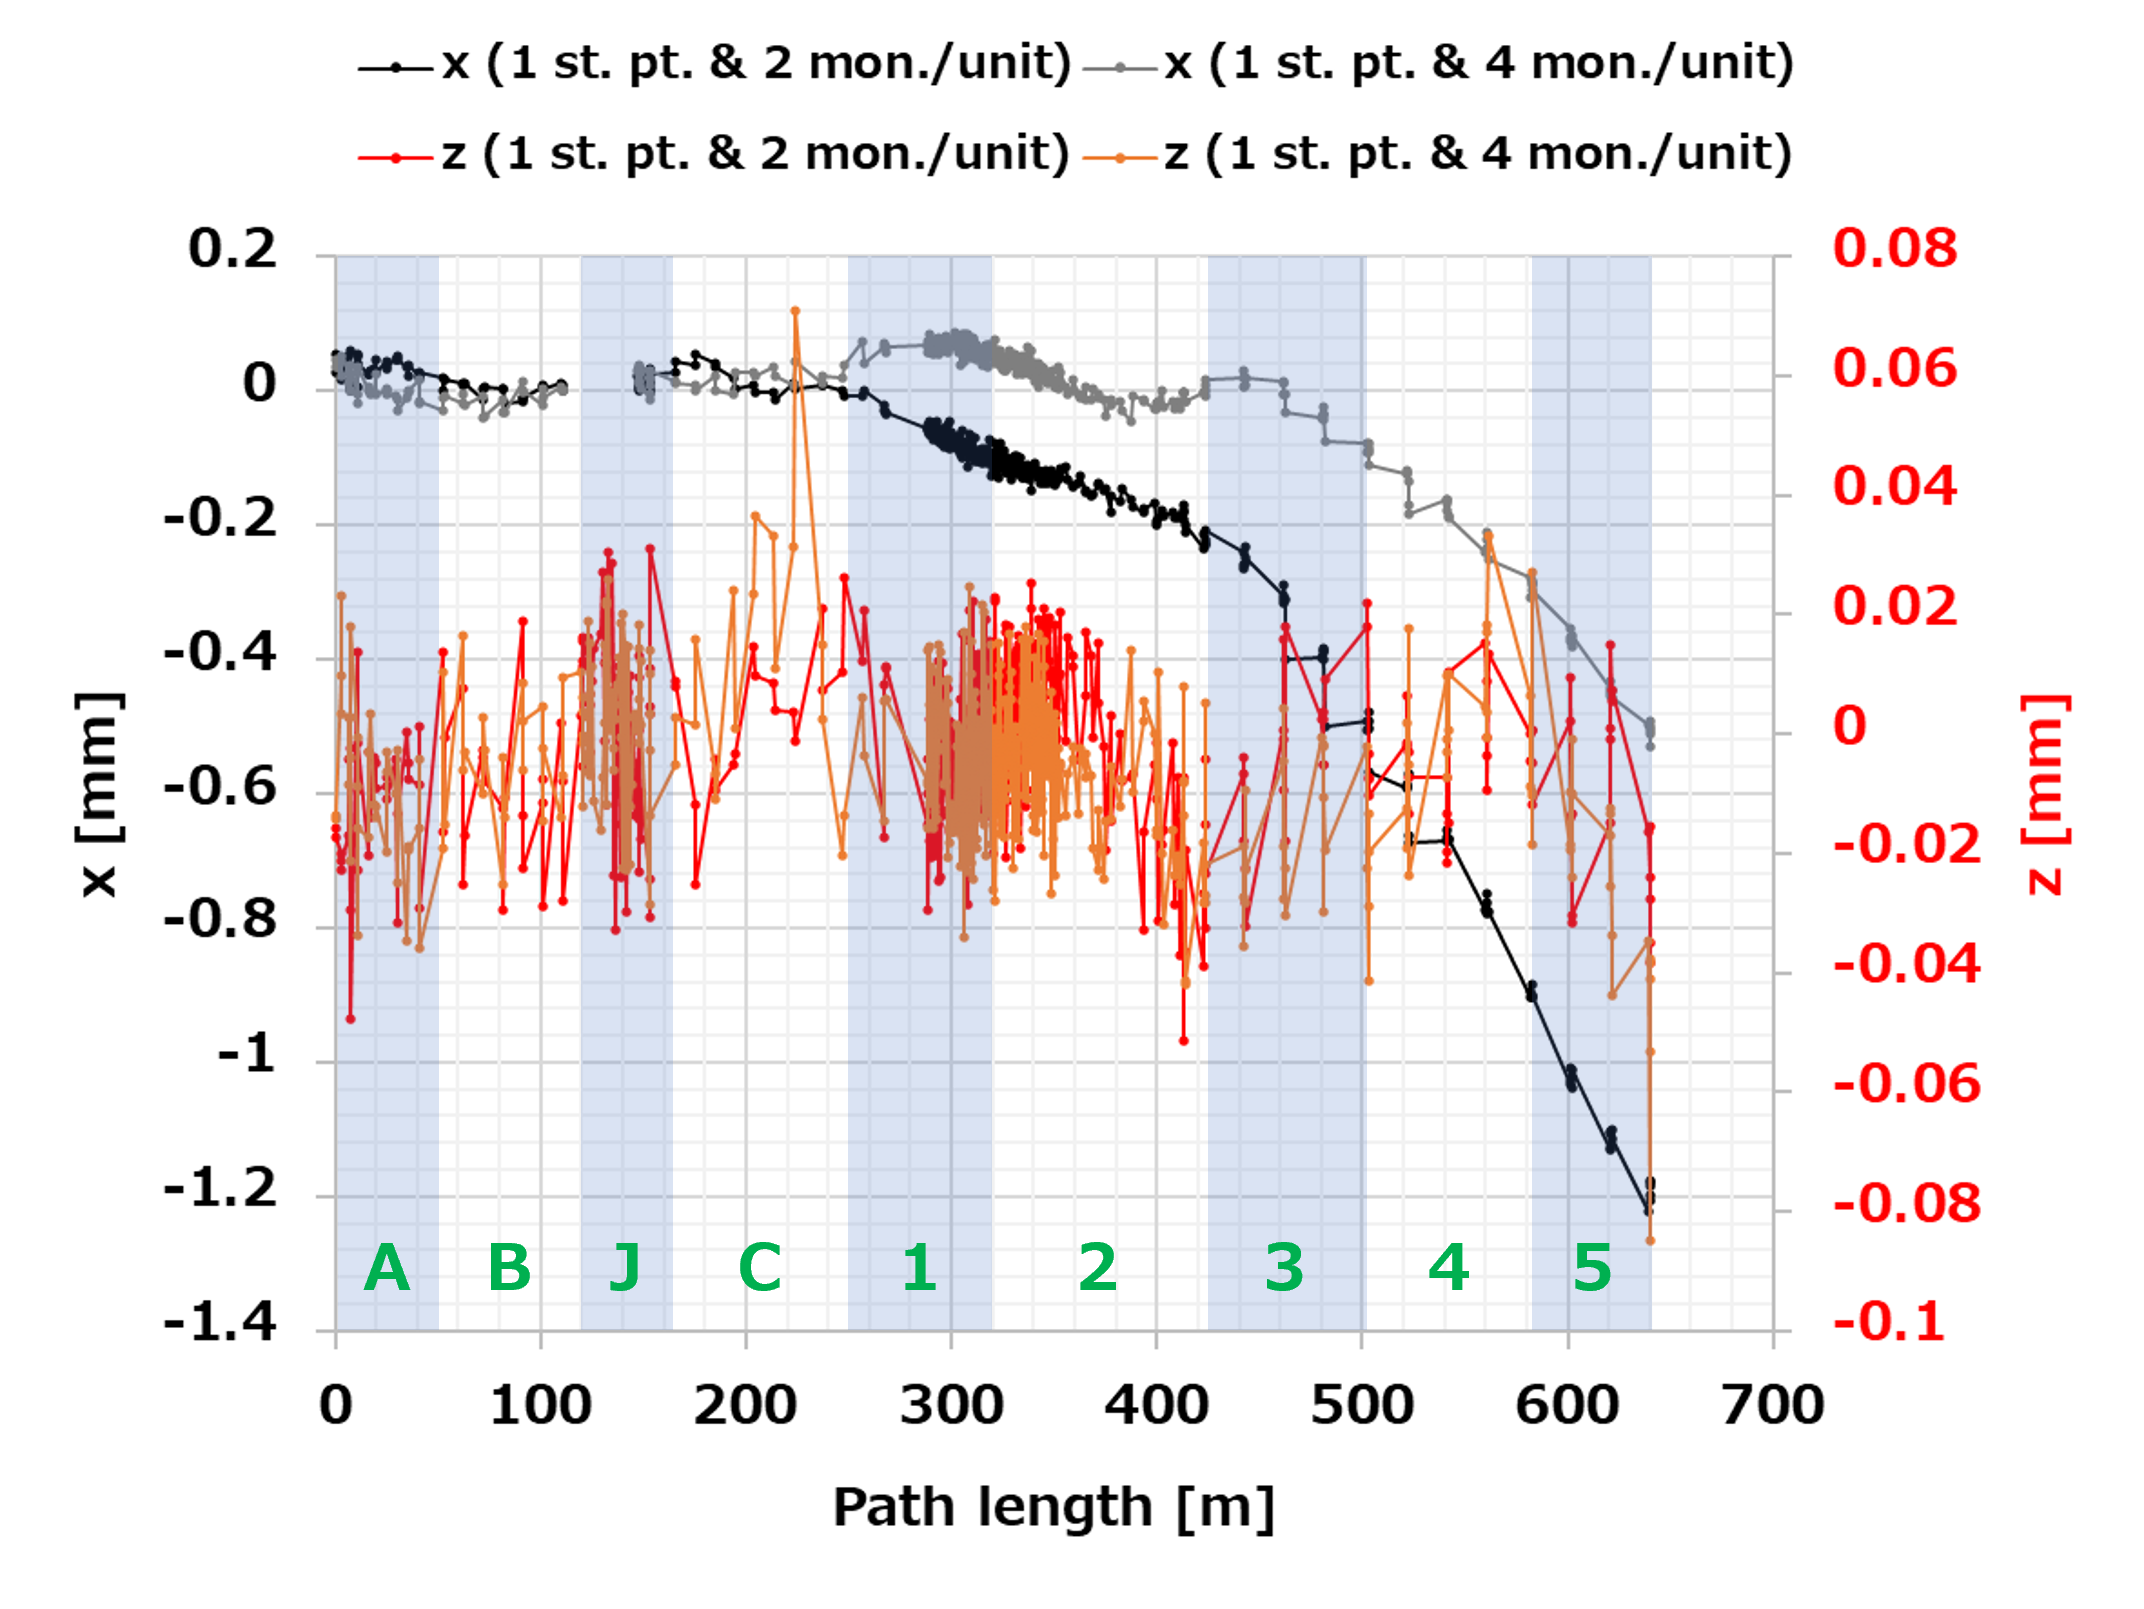 x (1 st. pt. & 2 mon./unit) x (1 st. pt. & 4 mon./unit)
z (1 st. pt. & 2 mon./unit) z (1 st. pt. & 4 mon./unit)
0.2 0.08
0 0.06
-0.2 0.04
-0.4 0.02
-0.6 0
-0.8 -0.02
-1 -0.04
-1.2 -0.06
-1.4 -0.08
-0.1
x [mm]
z [mm]
A B J C 1 2 3 4 5
0 100 200 300 400 500 600 700
Path length [m]